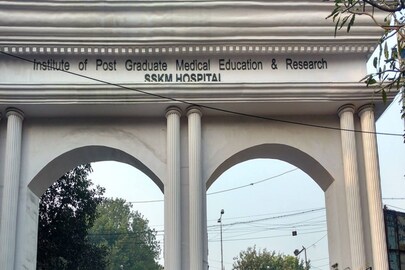 Institute of Post Graduate Medical Education & Research
SSKM HOSPITAL